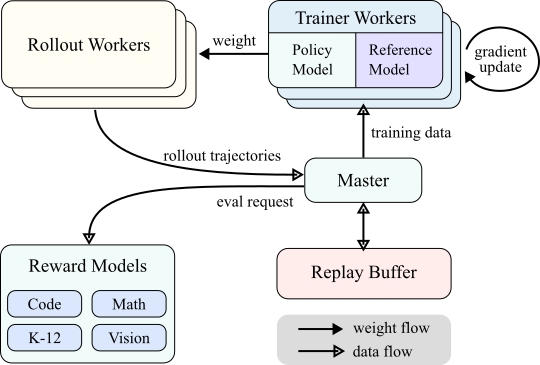 Rollout Workers
weight
Trainer Workers
Policy
Model
Reference
Model
gradient
update
training data
rollout trajectories
Master
eval request
Reward Models
Code
Math
K-12
Vision
Replay Buffer
weight flow
data flow